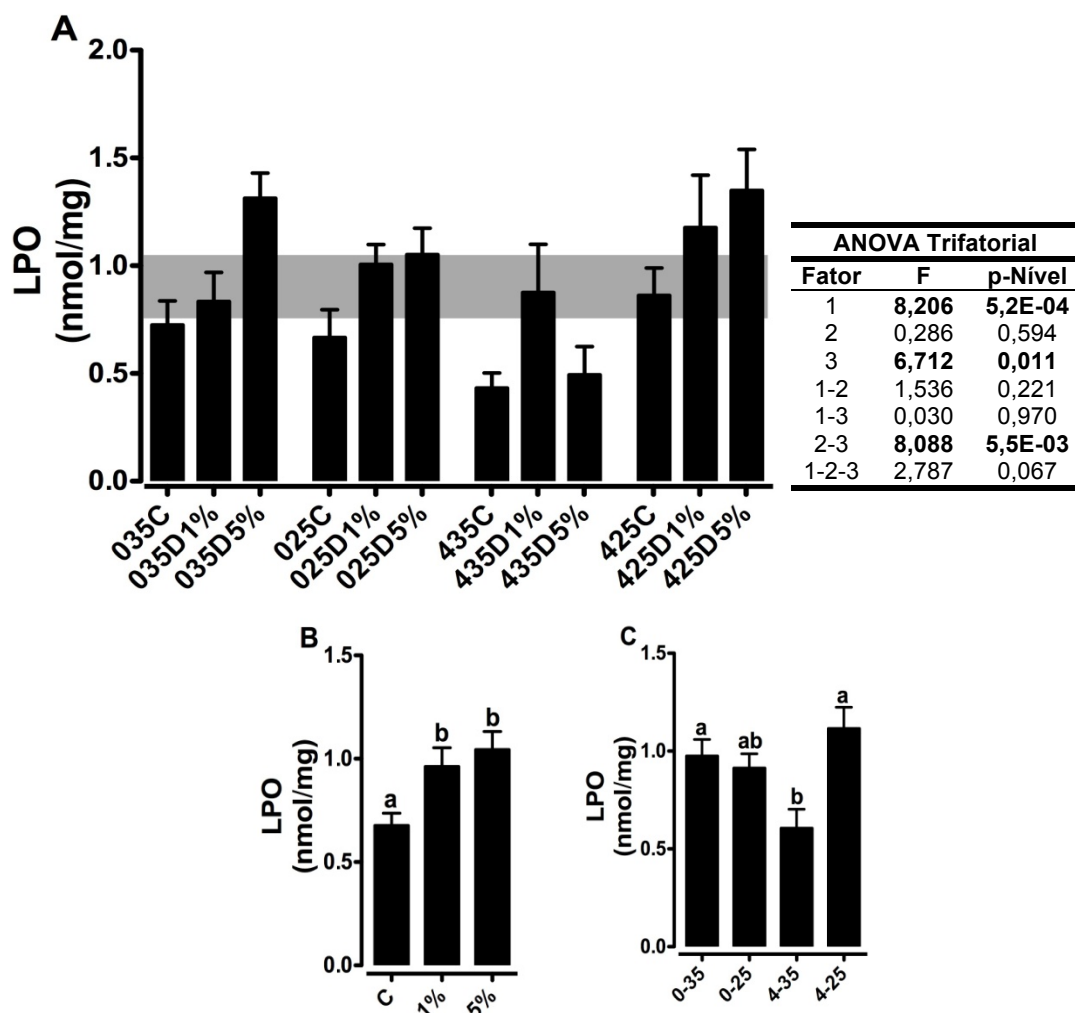 A
2.0
1.5
1.0
0.5
0.0
LPO
(nmol/mg)
035C
035D1%
035D5%
025C
025D1%
025D5%
435C
435D1%
435D5%
425C
425D1%
425D5%
ANOVA Trifatorial
Fator F p-Nível
1 8,206 5,2E-04
2 0,286 0,594
3 6,712 0,011
1-2 1,536 0,221
1-3 0,030 0,970
2-3 8,088 5,5E-03
1-2-3 2,787 0,067
B
1.5
1.0
0.5
0.0
LPO
(nmol/mg)
a
b
b
C
1%
5%
C
1.5
1.0
0.5
0.0
LPO
(nmol/mg)
a
ab
b
a
0-35
0-25
4-35
4-25